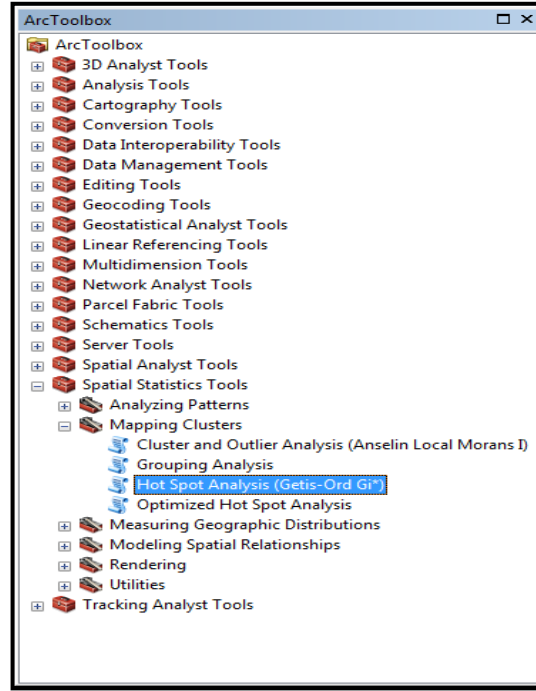 ArcToolbox
ArcToolbox
3D Analyst Tools
Analysis Tools
Cartography Tools
Conversion Tools
Data Interoperability Tools
Data Management Tools
Editing Tools
Geocoding Tools
Geostatistical Analyst Tools
Linear Referencing Tools
Multidimension Tools
Network Analyst Tools
Parcel Fabric Tools
Schematics Tools
Server Tools
Spatial Analyst Tools
Spatial Statistics Tools
Analyzing Patterns
Mapping Clusters
Cluster and Outlier Analysis (Anselin Local Morans I)
Grouping Analysis
Hot Spot Analysis (Getis-Ord Gi*)
Optimized Hot Spot Analysis
Measuring Geographic Distributions
Modeling Spatial Relationships
Rendering
Utilities
Tracking Analyst Tools